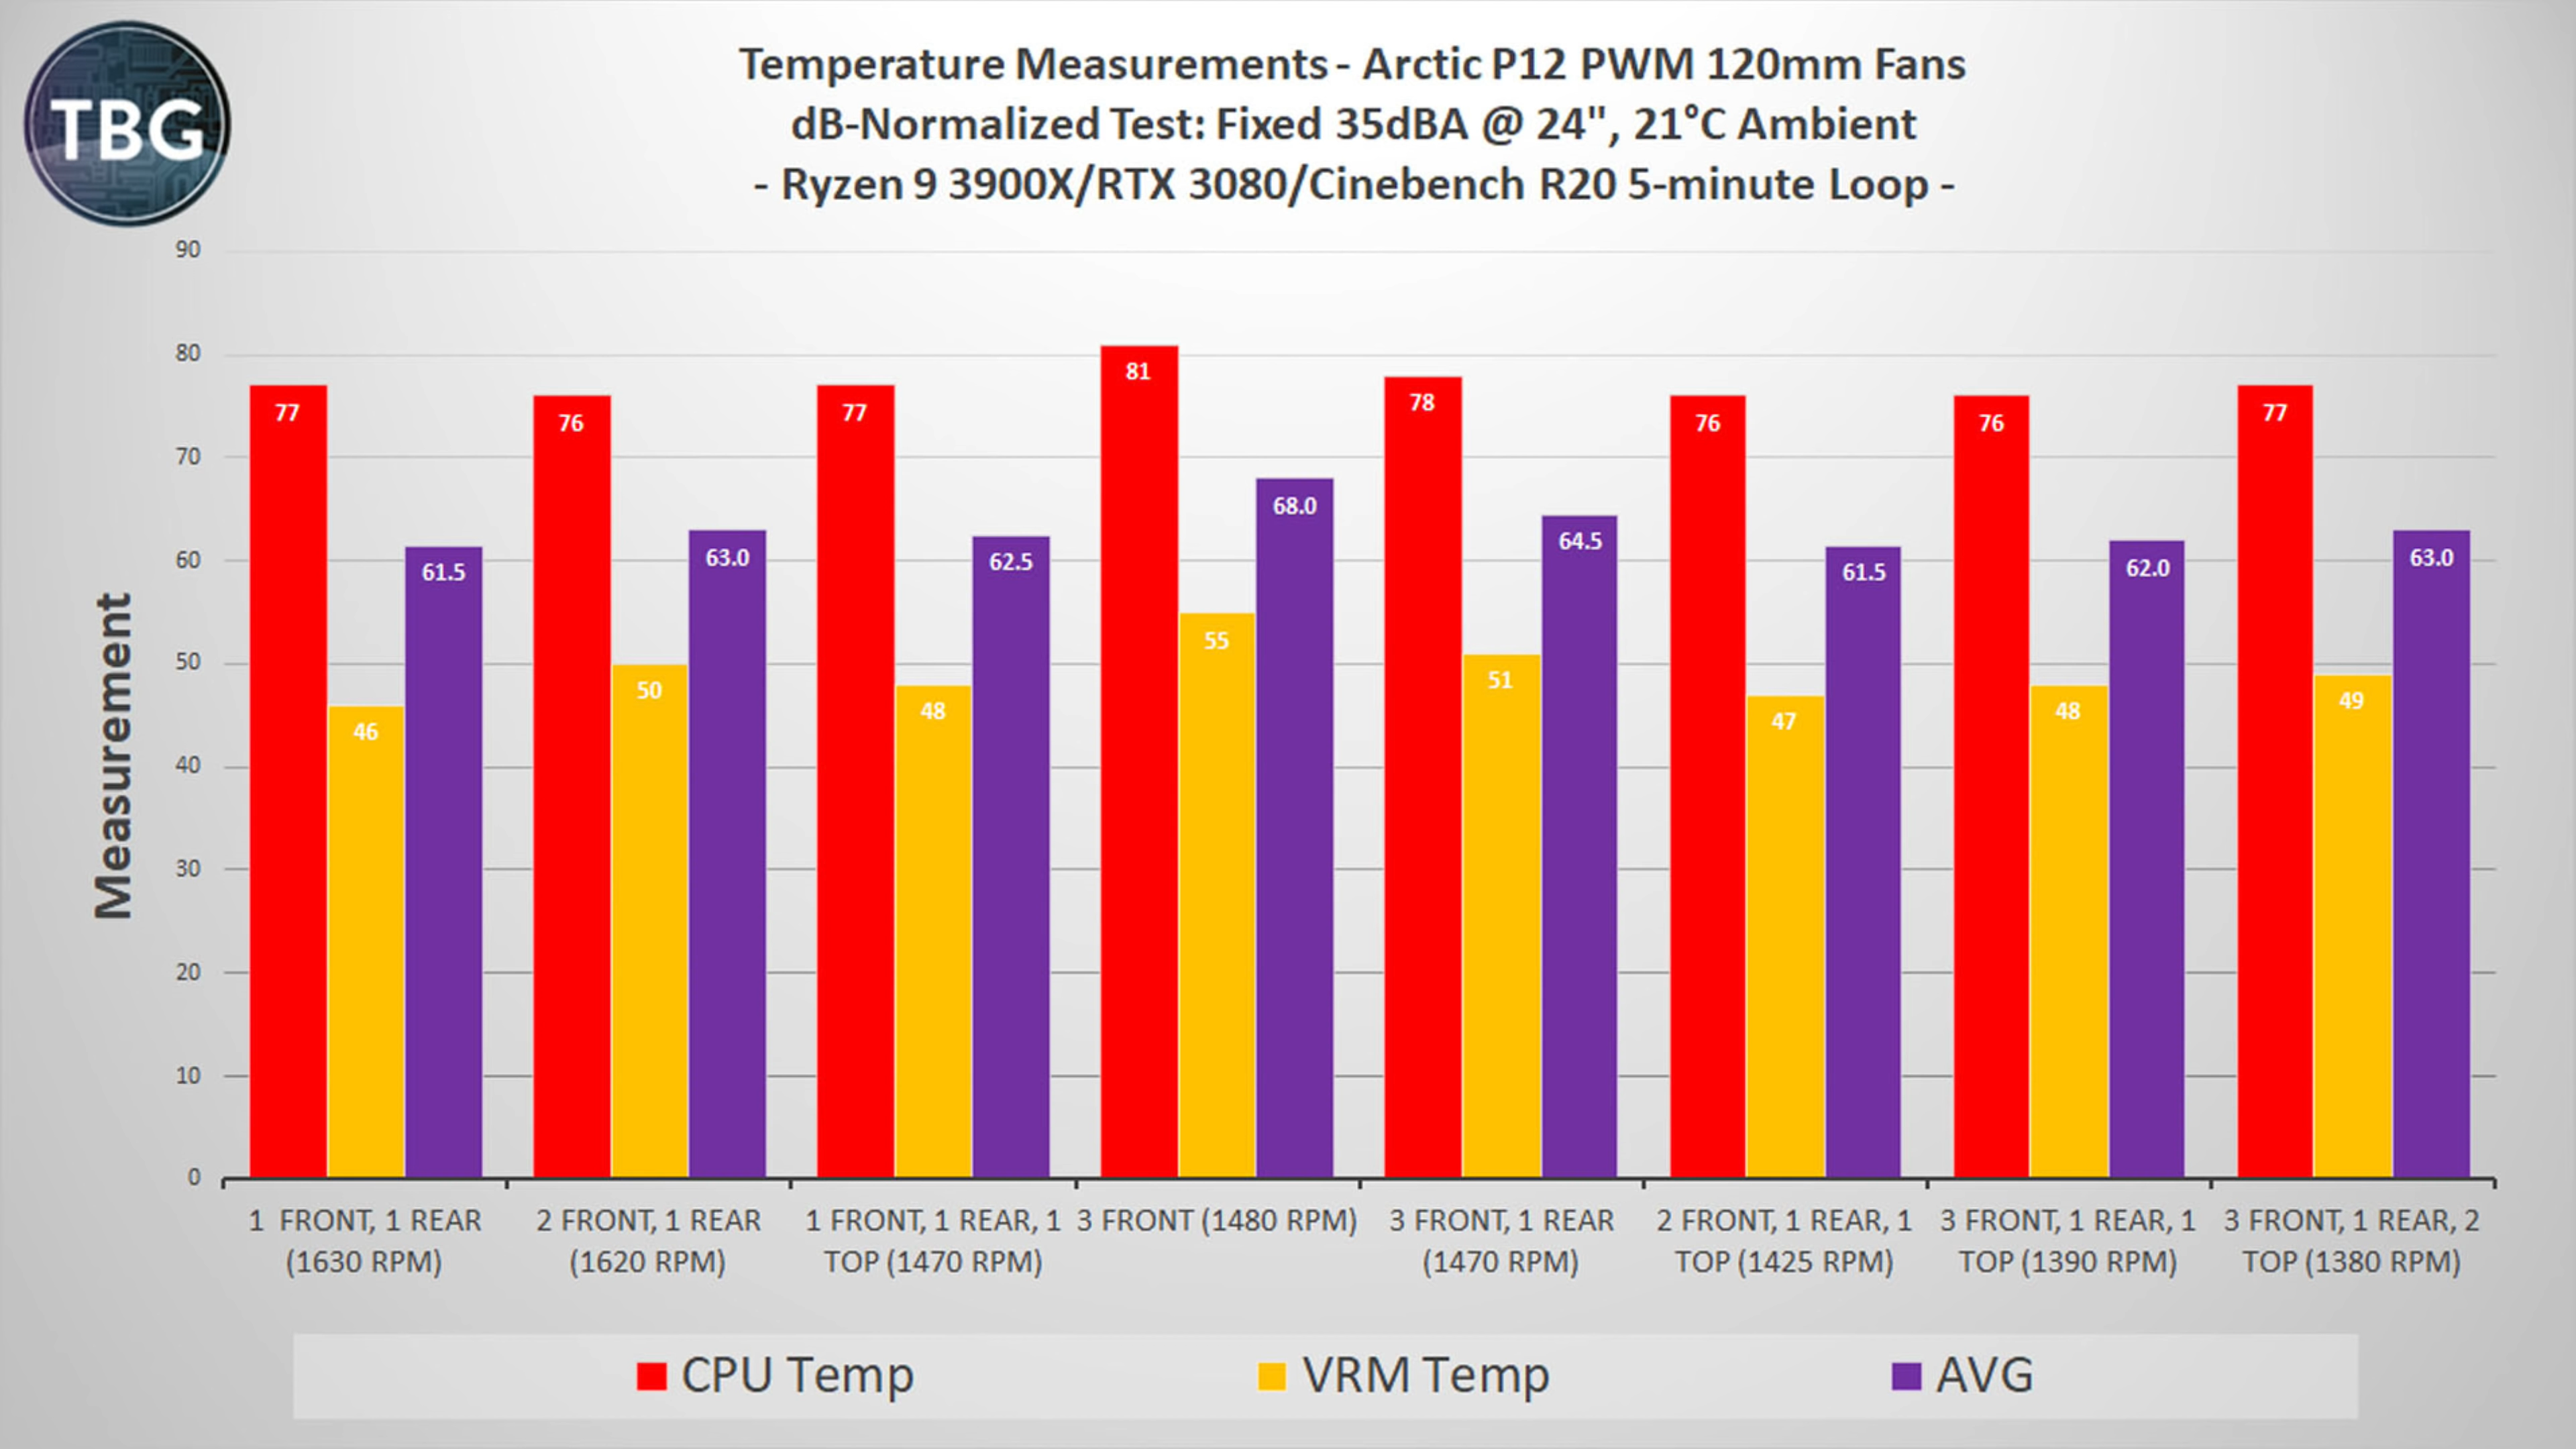 TBG
Temperature Measurements - Arctic P12 PWM 120mm Fans
dB-Normalized Test: Fixed 35dBA @ 24", 21°C Ambient
- Ryzen 9 3900X/RTX 3080/Cinebench R20 5-minute Loop -
Measurement
90
80
70
60
50
40
30
20
10
0
77
46
61.5
76
50
63.0
77
48
62.5
81
55
68.0
78
51
64.5
76
47
61.5
76
48
62.0
77
49
63.0
1 FRONT, 1 REAR
(1630 RPM)
2 FRONT, 1 REAR
(1620 RPM)
1 FRONT, 1 REAR, 1
TOP (1470 RPM)
3 FRONT (1480 RPM)
3 FRONT, 1 REAR
(1470 RPM)
2 FRONT, 1 REAR, 1
TOP (1425 RPM)
3 FRONT, 1 REAR, 1
TOP (1390 RPM)
3 FRONT, 1 REAR, 2
TOP (1380 RPM)
CPU Temp
VRM Temp
AVG